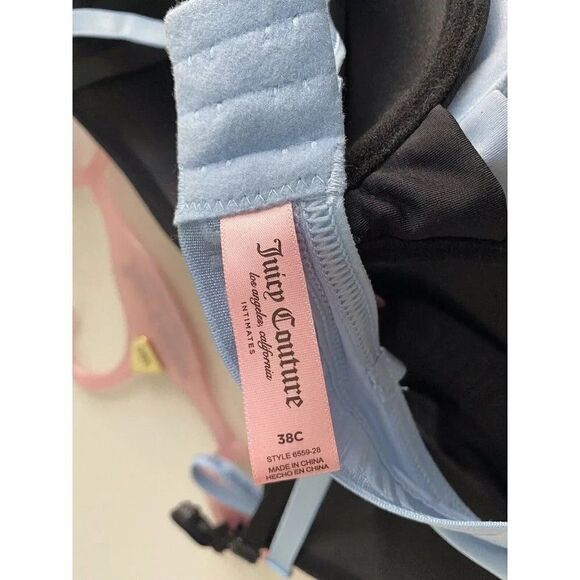 Juicy Couture
los angeles, california
INTIMATES
38C
STYLE 6559-28
MADE IN CHINA
HECHO EN CHINA